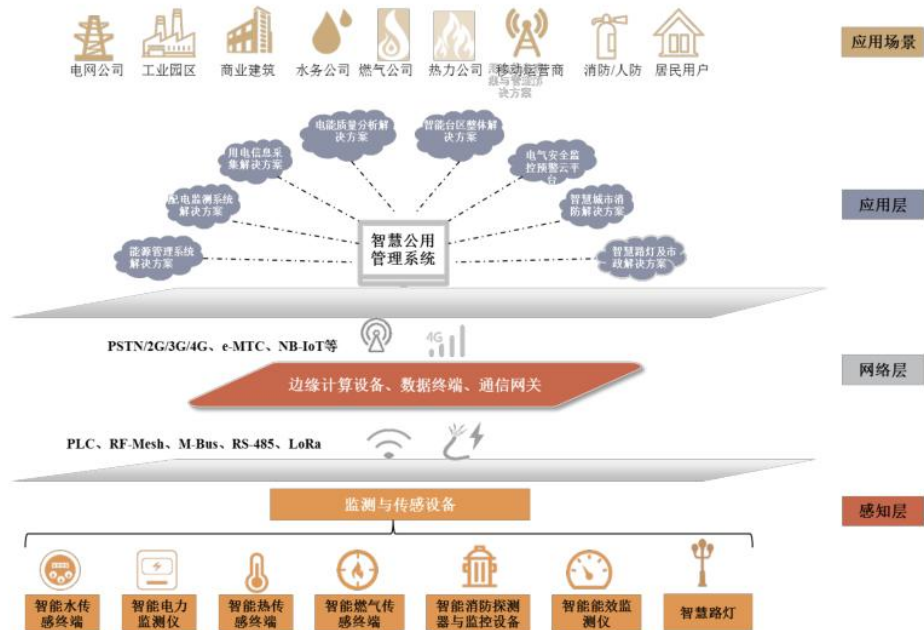 应用场景
电网公司 工业园区 商业建筑 水务公司 燃气公司 热力公司 移动运营商 消防/人防 居民用户
器与管理
决方案
电能质量分析解
决方案
智能台区整体解
决方案
用电信息采
集解决方案
电气安全监
控预警云平
台
配电监测系统
解决方案
智慧城市消
防解决方案
应用层
能源管理系统
解决方案
智慧公用
管理系统
智慧路灯及市
政解决方案
PSTN/2G/3G/4G、e-MTC、NB-IoT等
4G
网络层
边缘计算设备、数据终端、通信网关
PLC、RF-Mesh、M-Bus、RS-485、LoRa
监测与传感设备
感知层
智能水传
感终端
智能电力
监测仪
智能热传
感终端
智能燃气传
感终端
智能消防探测
器与监控设备
智能能效监
测仪
智慧路灯